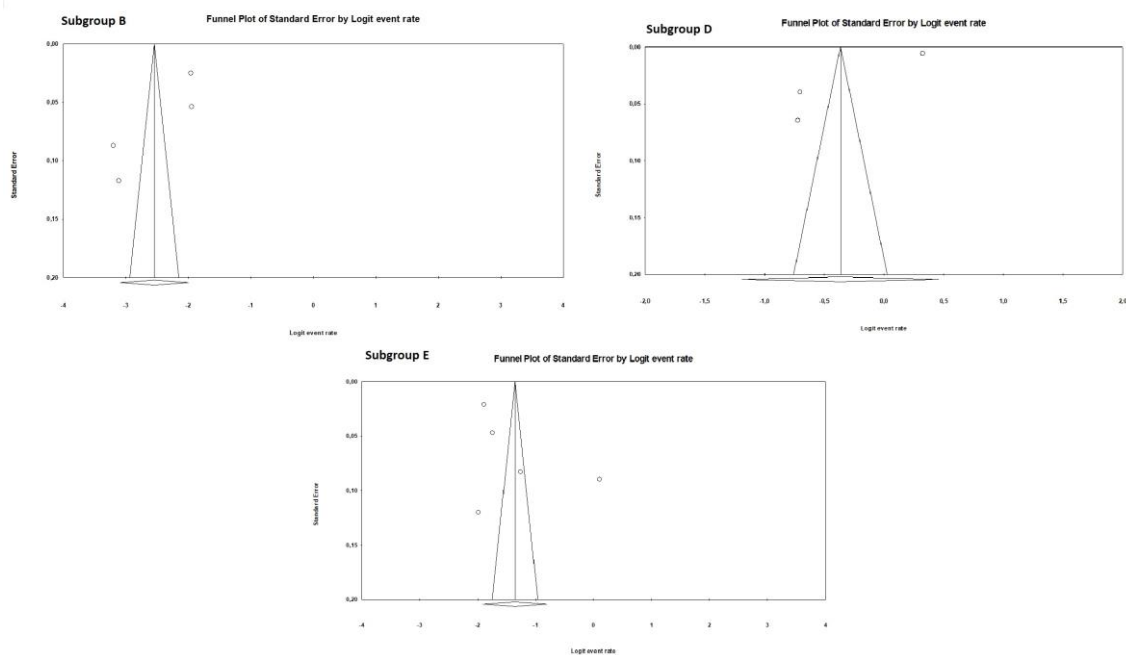 Subgroup B
Funnel Plot of Standard Error by Logit event rate
0,00
0,05
0,10
0,15
0,20
Standard Error
-4 -3 -2 -1 0 1 2 3 4
Logit event rate
Subgroup D
Funnel Plot of Standard Error by Logit event rate
0,00
0,05
0,10
0,15
0,20
Standard Error
-2,0 -1,5 -1,0 -0,5 0,0 0,5 1,0 1,5 2,0
Logit event rate
Subgroup E
Funnel Plot of Standard Error by Logit event rate
0,00
0,05
0,10
0,15
0,20
Standard Error
-4 -3 -2 -1 0 1 2 3 4
Logit event rate